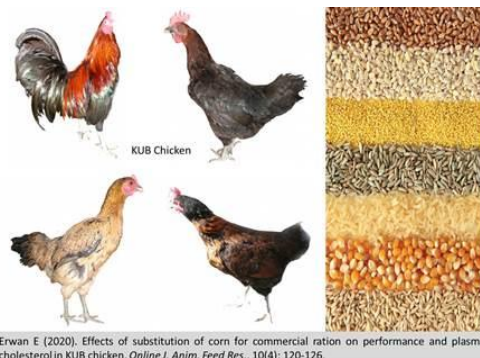 KUB Chicken
Erwan E (2020). Effects of substitution of corn for commercial ration on performance and plasma
cholesterol in KUB chicken. Online J. Anim. Feed Res., 10(4): 120-126.